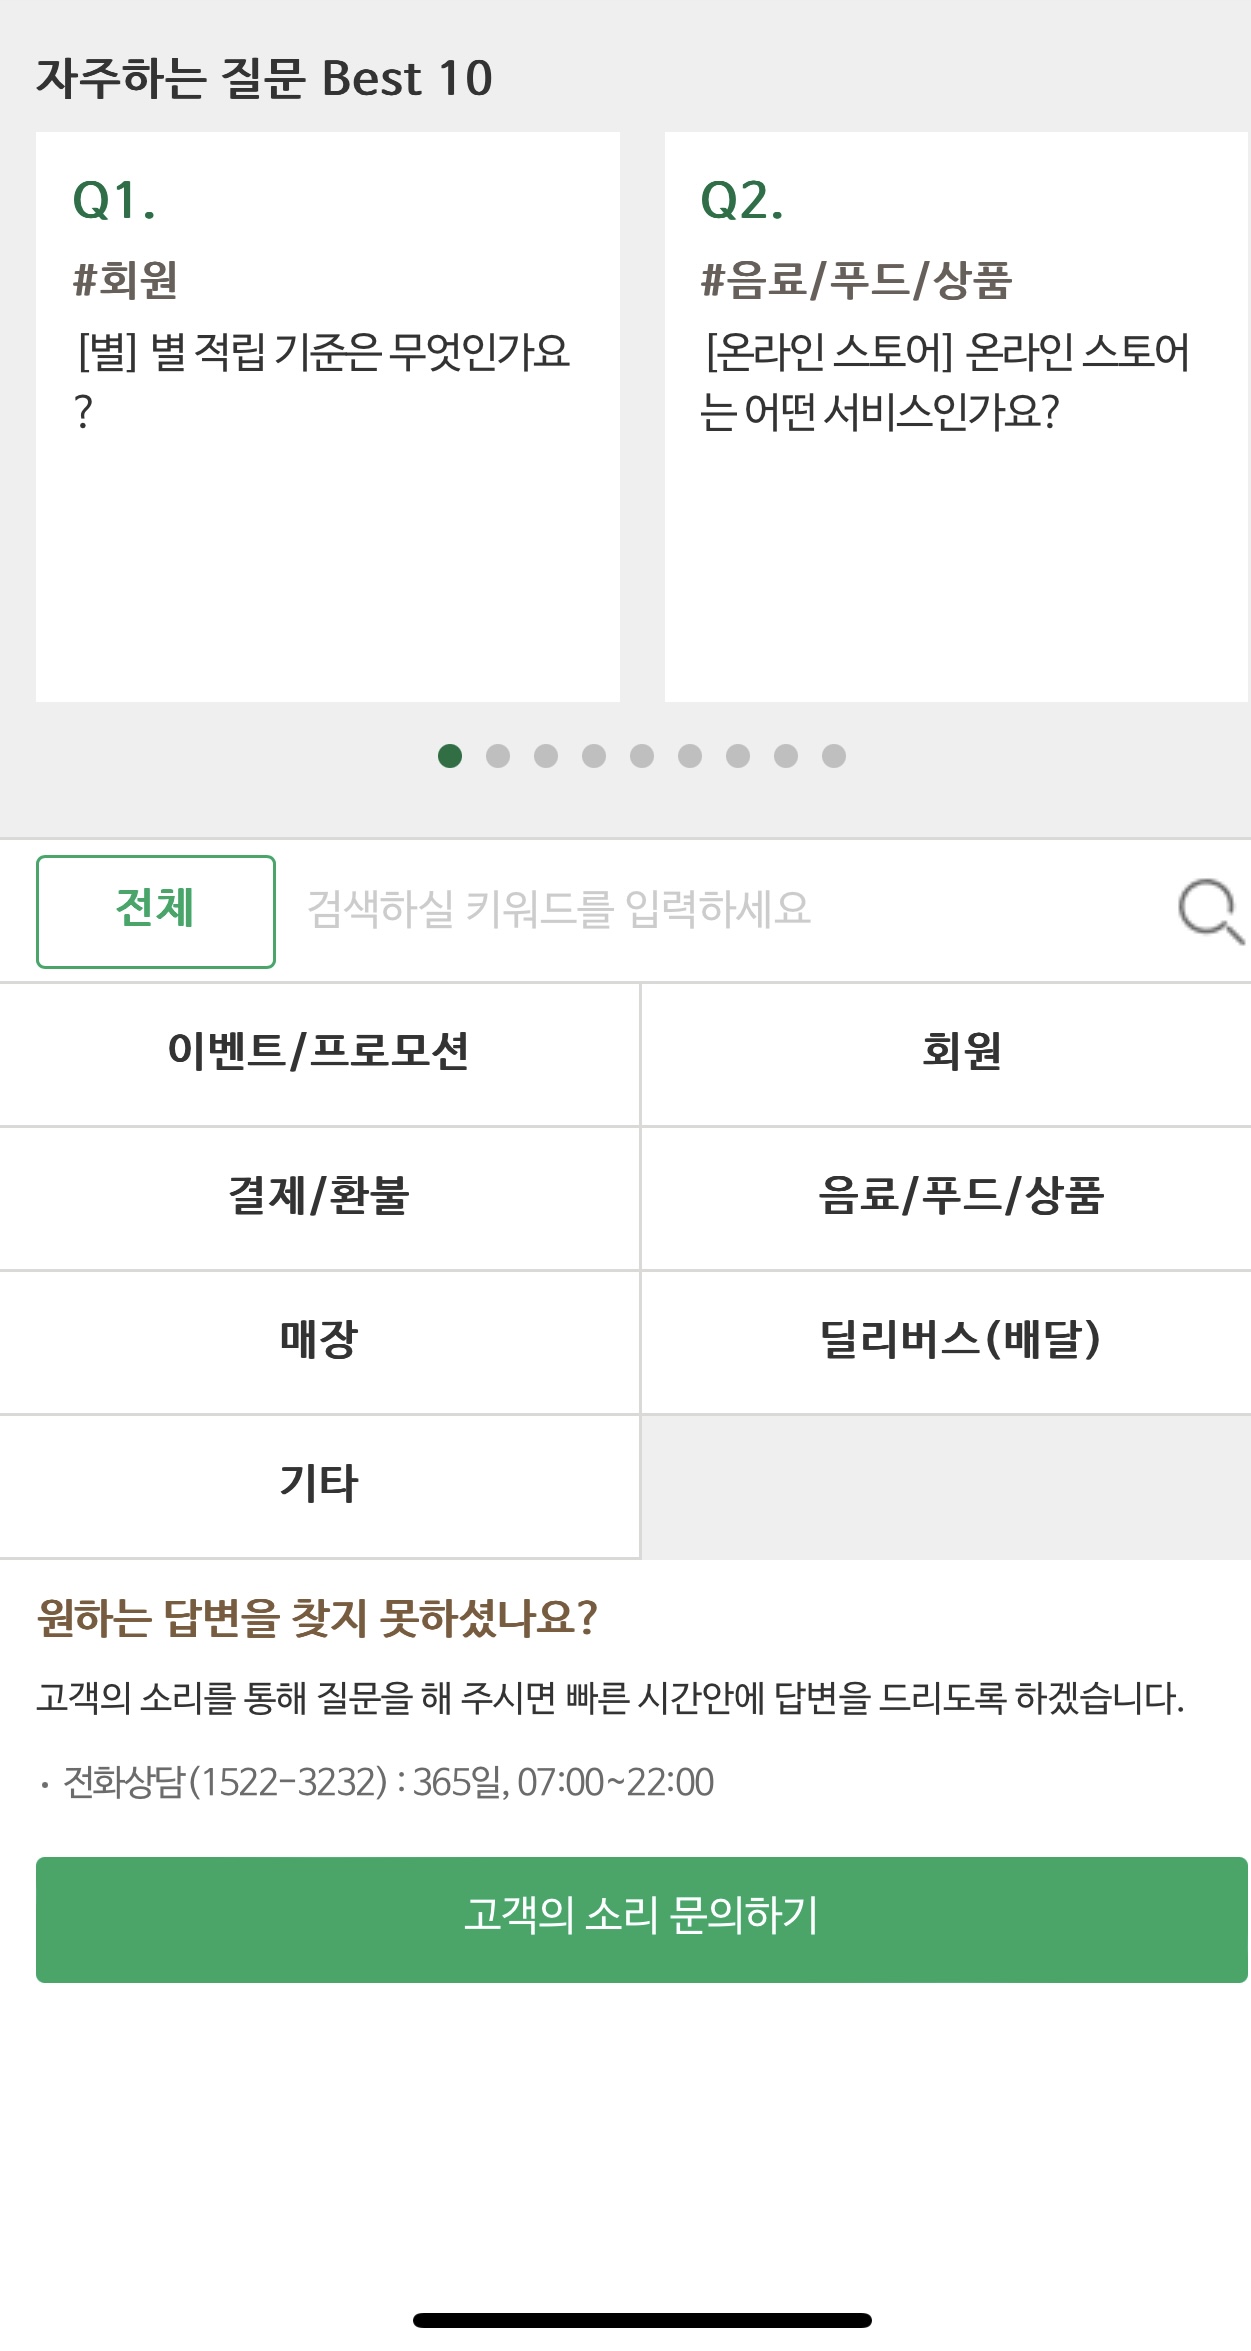 자주하는 질문 Best 10
Q1.
#회원
[별] 별 적립 기준은 무엇인가요
?
Q2.
#음료/푸드/상품
[온라인 스토어] 온라인 스토어
는 어떤 서비스인가요?
전체
검색하실 키워드를 입력하세요
이벤트/프로모션
회원
결제/환불
음료/푸드/상품
매장
딜리버스(배달)
기타
원하는 답변을 찾지 못하셨나요?
고객의 소리를 통해 질문을 해 주시면 빠른 시간안에 답변을 드리도록 하겠습니다.
· 전화상담(1522-3232) : 365일, 07:00~22:00
고객의 소리 문의하기